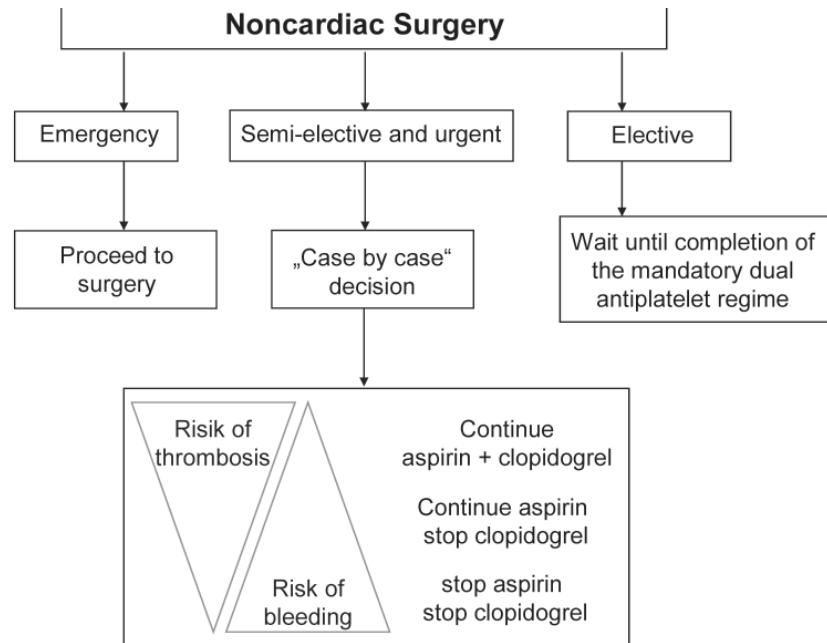 Noncardiac Surgery
Emergency
Semi-elective and urgent
Elective
Proceed to
surgery
„Case by case“
decision
Wait until completion of
the mandatory dual
antiplatelet regime
Risik of
thrombosis
Risk of
bleeding
Continue
aspirin + clopidogrel
Continue aspirin
stop clopidogrel
stop aspirin
stop clopidogrel